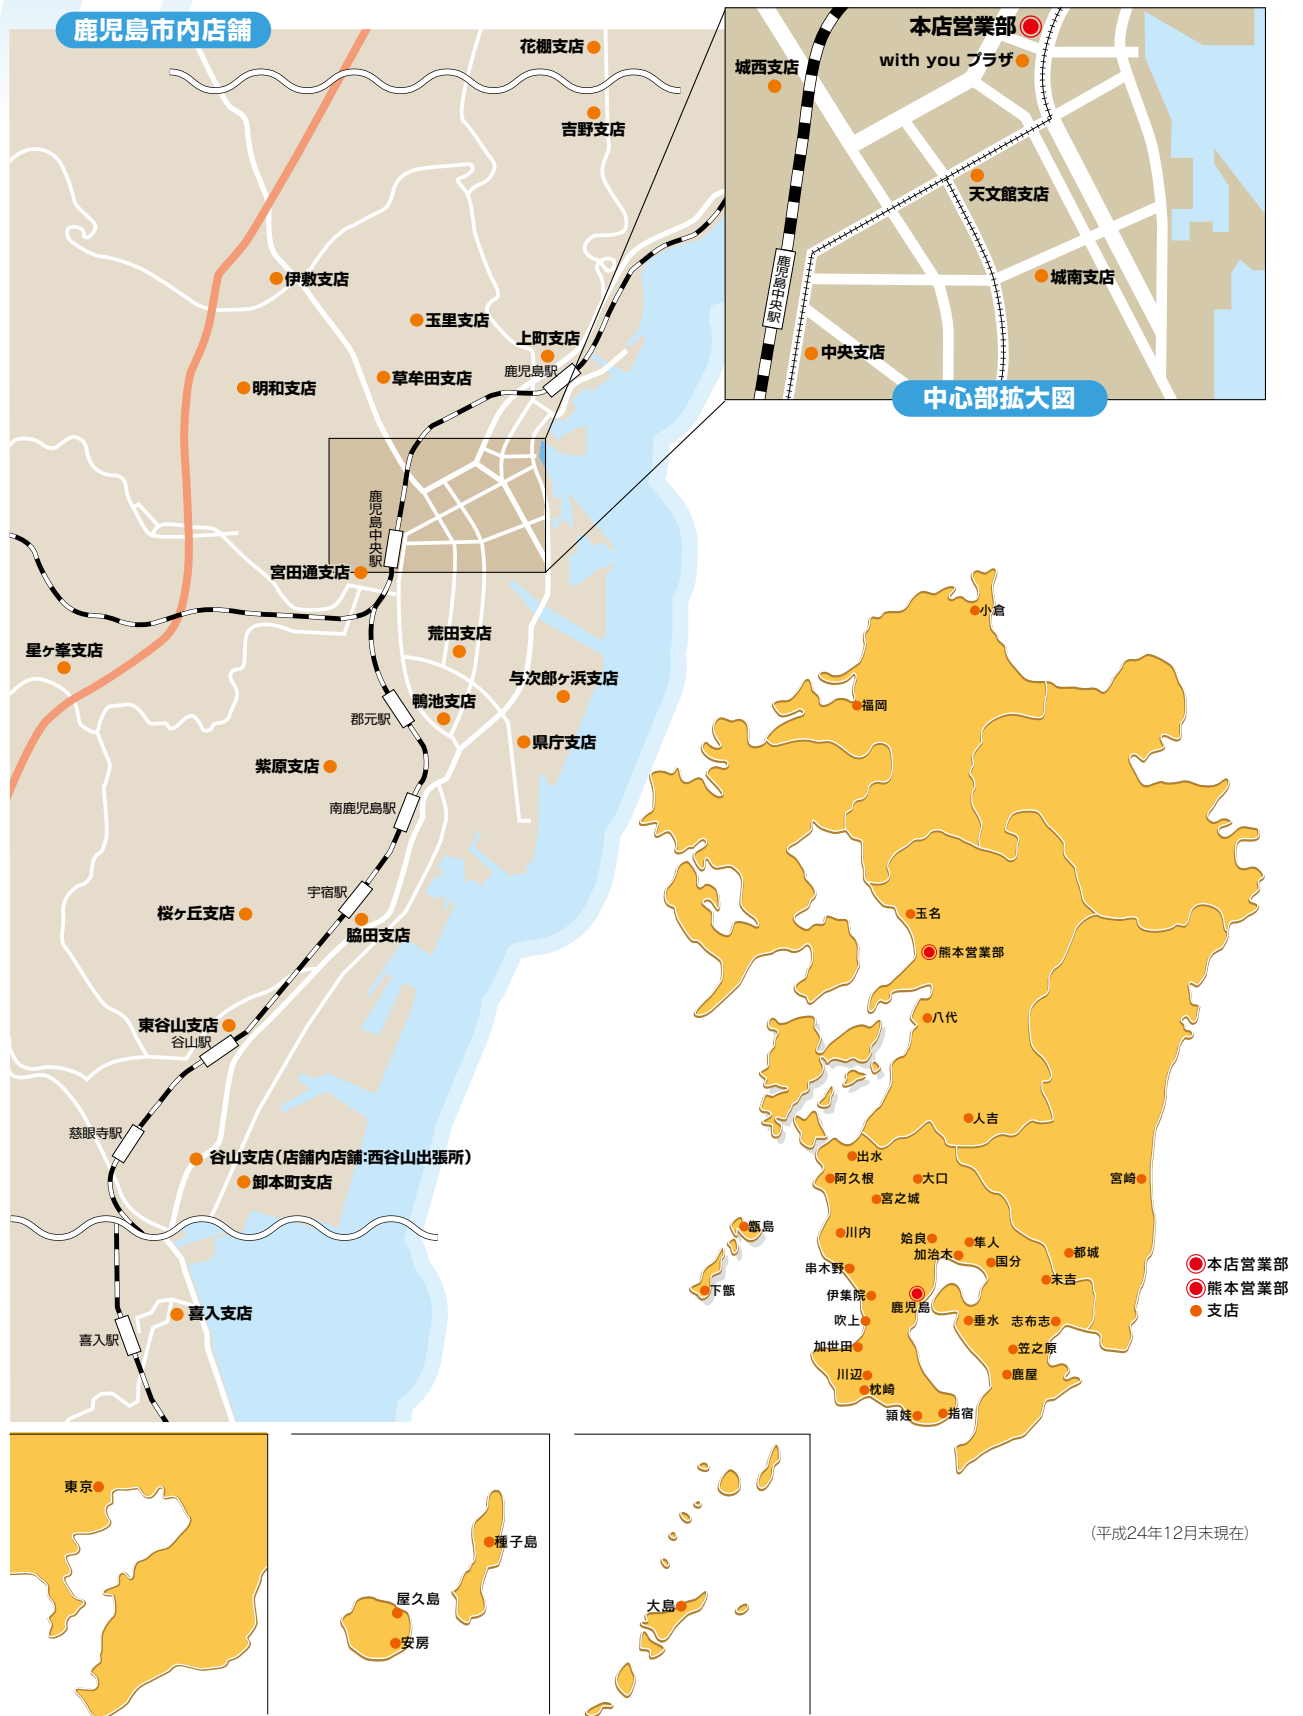 鹿児島市内店舗
花棚支店
吉野支店
伊敷支店
玉里支店
上町支店
鹿児島駅
明和支店
草牟田支店
鹿児島中央駅
宮田通支店
星ヶ峯支店
荒田支店
与次郎ヶ浜支店
鴨池支店
郡元駅
県庁支店
紫原支店
南鹿児島駅
宇宿駅
桜ヶ丘支店
脇田支店
東谷山支店
谷山駅
慈眼寺駅
谷山支店(店舗内店舗:西谷山出張所)
卸本町支店
喜入支店
喜入駅
本店営業部
with you プラザ
城西支店
天文館支店
鹿児島中央駅
城南支店
中央支店
中心部拡大図
小倉
福岡
玉名
熊本営業部
八代
人吉
出水
阿久根
大口
宮之城
宮崎
甑島
川内
姶良
隼人
加治木
国分
都城
串木野
末吉
下甑
伊集院
鹿児島
吹上
垂水
志布志
加世田
笠之原
川辺
鹿屋
枕崎
頴娃
指宿
本店営業部
熊本営業部
支店
東京
種子島
屋久島
安房
大島
(平成24年12月末現在)